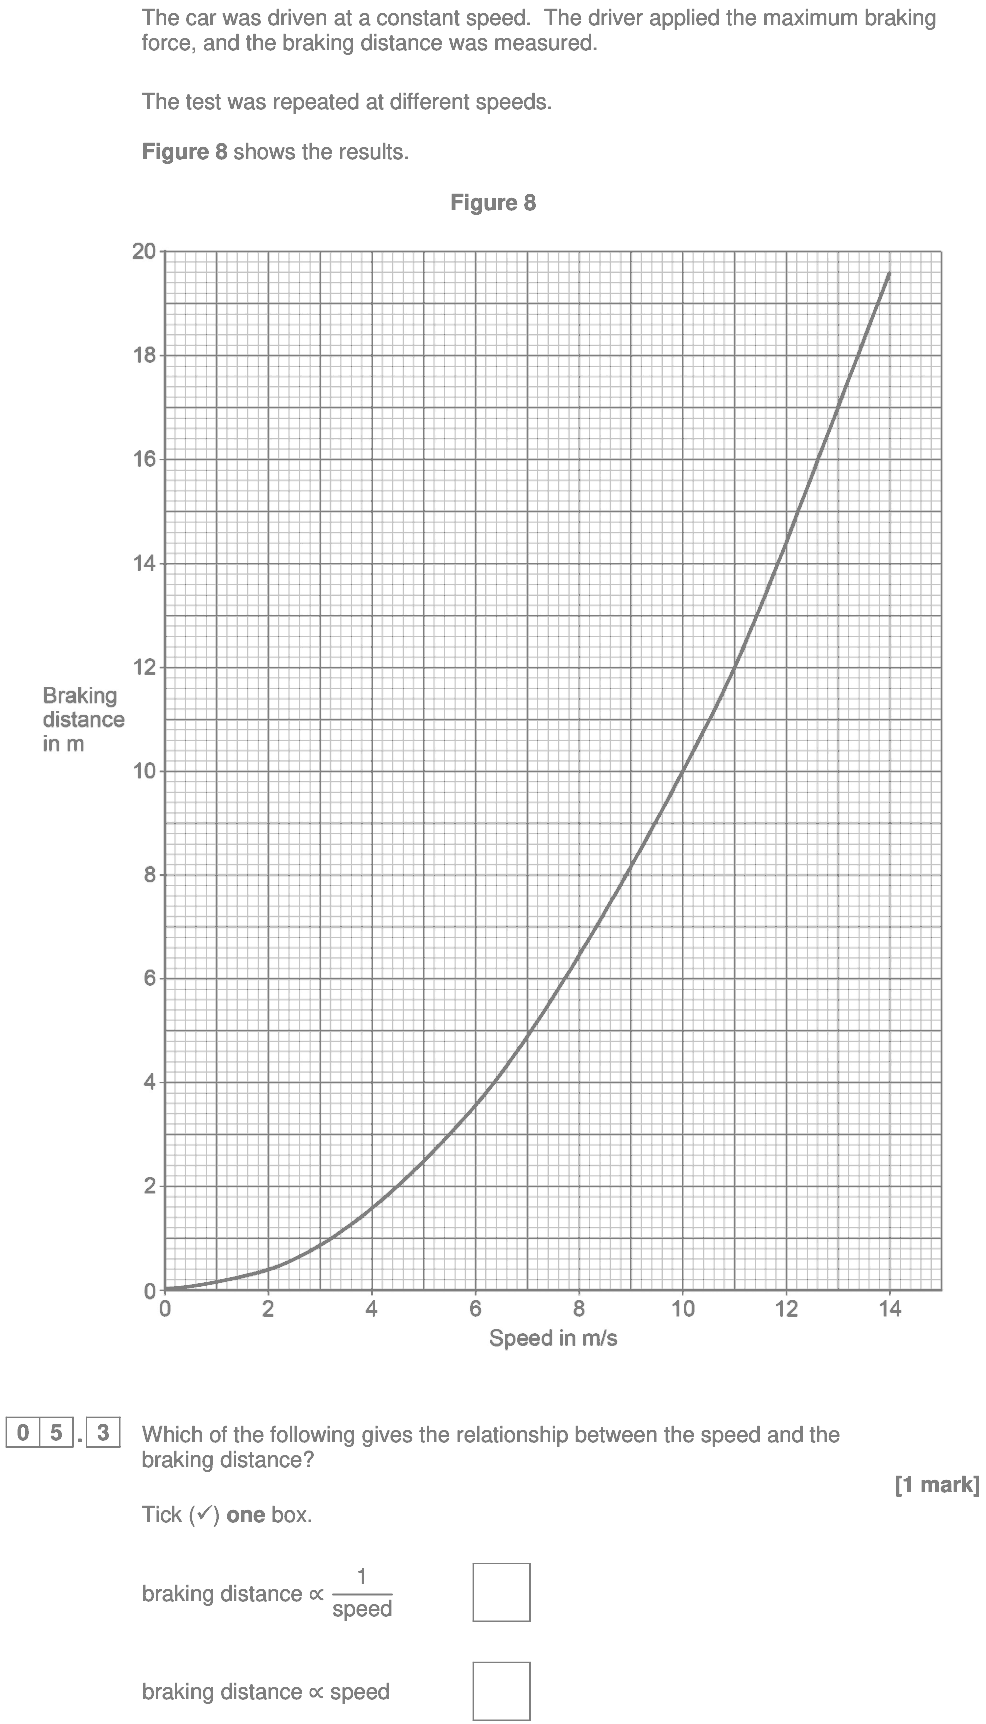 The car was driven at a constant speed. The driver applied the maximum braking
force, and the braking distance was measured.
The test was repeated at different speeds.
Figure 8 shows the results.
Figure 8
20
18
16
14
12
Braking
distance
in m
10
8
6
4
2
0
0 2 4 6 8 10 12 14
Speed in m/s
0 5 . 3 Which of the following gives the relationship between the speed and the
braking distance?
[1 mark]
Tick (✓) one box.
braking distance ∝ 1/speed
braking distance ∝ speed